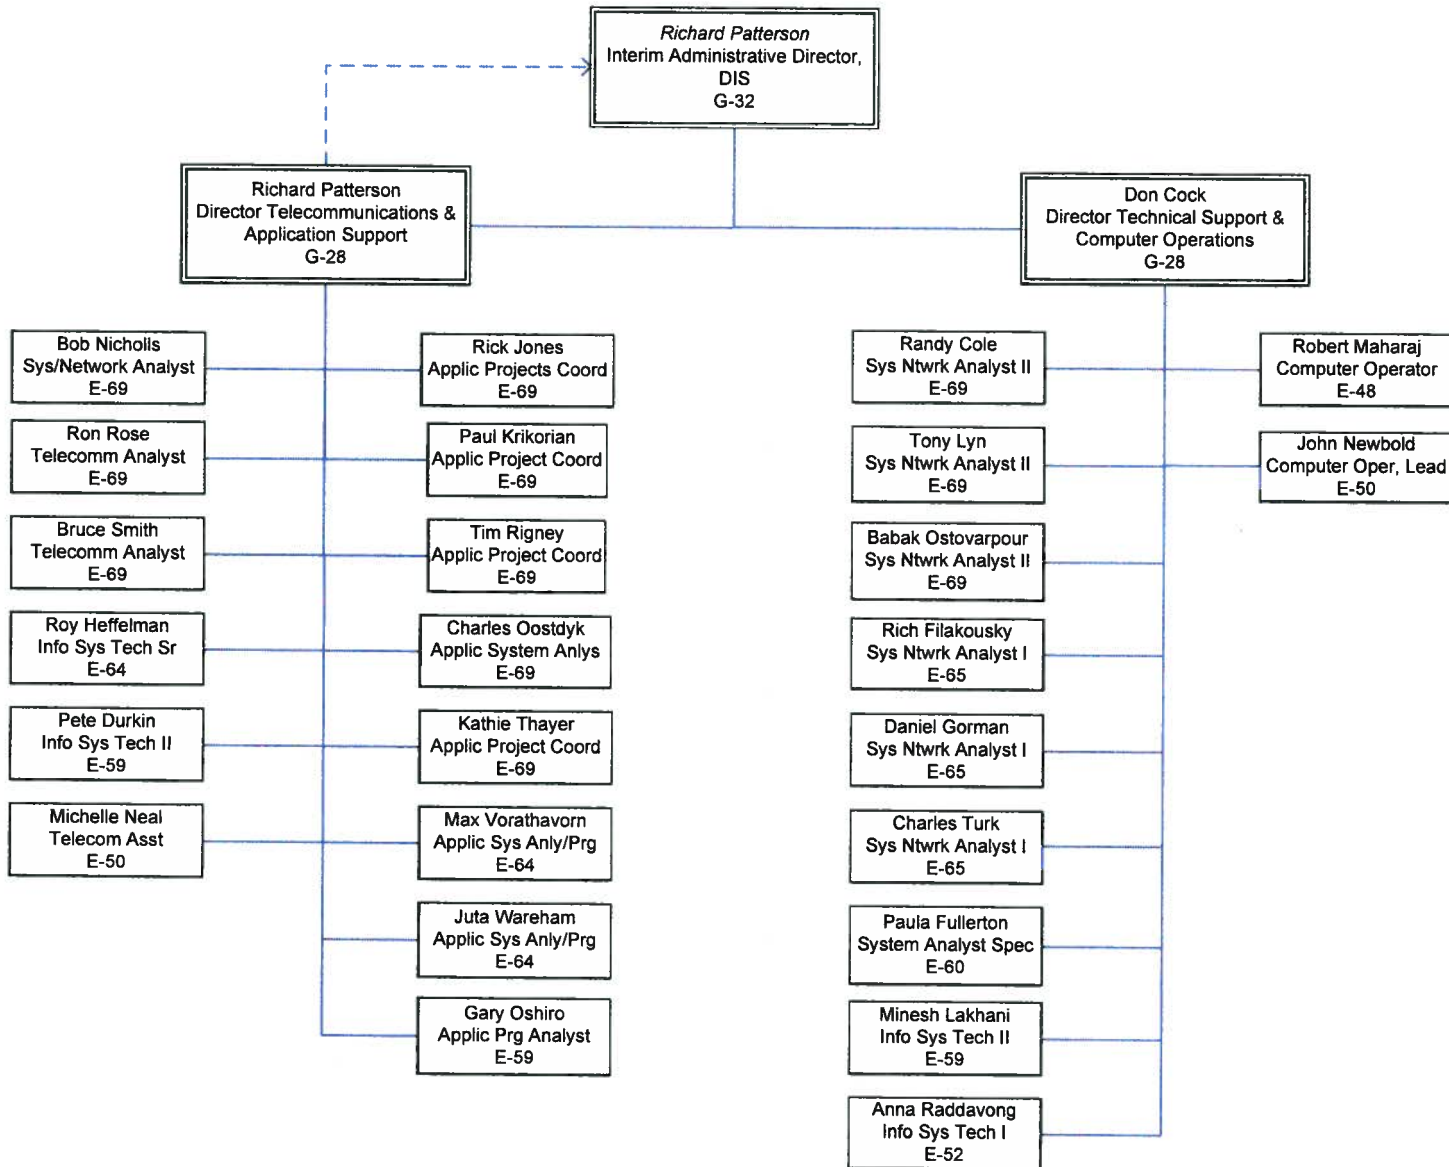 Richard Patterson
Interim Administrative Director,
DIS
G-32
Richard Patterson
Director Telecommunications &
Application Support
G-28
Don Cock
Director Technical Support &
Computer Operations
G-28
Bob Nicholls
Sys/Network Analyst
E-69
Ron Rose
Telecomm Analyst
E-69
Bruce Smith
Telecomm Analyst
E-69
Roy Heffelman
Info Sys Tech Sr
E-64
Pete Durkin
Info Sys Tech II
E-59
Michelle Neal
Telecom Asst
E-50
Rick Jones
Applic Projects Coord
E-69
Paul Krikorian
Applic Project Coord
E-69
Tim Rigney
Applic Project Coord
E-69
Charles Oostdyk
Applic System Anlys
E-69
Kathie Thayer
Applic Project Coord
E-69
Max Vorathavorn
Applic Sys Anly/Prg
E-64
Juta Wareham
Applic Sys Anly/Prg
E-64
Gary Oshiro
Applic Prg Analyst
E-59
Randy Cole
Sys Ntwrk Analyst II
E-69
Tony Lyn
Sys Ntwrk Analyst II
E-69
Babak Ostovarpour
Sys Ntwrk Analyst II
E-69
Rich Filakousky
Sys Ntwrk Analyst I
E-65
Daniel Gorman
Sys Ntwrk Analyst I
E-65
Charles Turk
Sys Ntwrk Analyst I
E-65
Paula Fullerton
System Analyst Spec
E-60
Minesh Lakhani
Info Sys Tech II
E-59
Anna Raddavong
Info Sys Tech I
E-52
Robert Maharaj
Computer Operator
E-48
John Newbold
Computer Oper, Lead
E-50